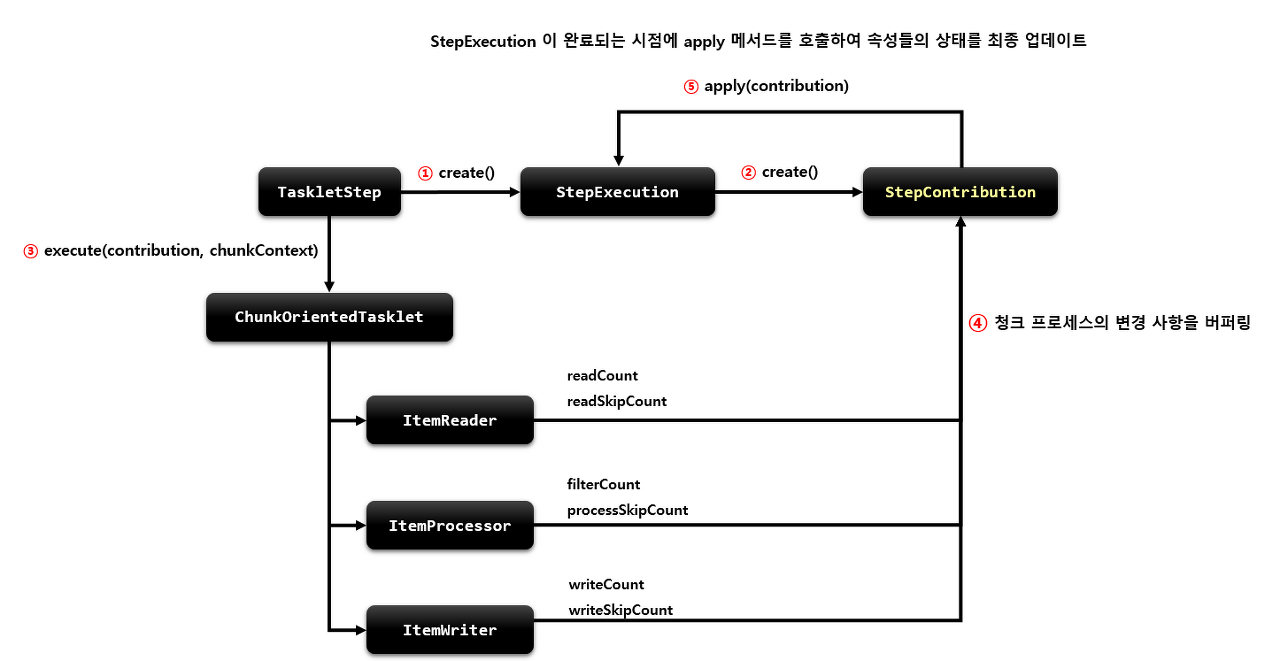 StepExecution 이 완료되는 시점에 apply 메서드를 호출하여 속성들의 상태를 최종 업데이트
⑤ apply(contribution)
① create()
② create()
TaskletStep
StepExecution
StepContribution
③ execute(contribution, chunkContext)
ChunkOrientedTasklet
④ 청크 프로세스의 변경 사항을 버퍼링
readCount
readSkipCount
ItemReader
filterCount
processSkipCount
ItemProcessor
writeCount
writeSkipCount
ItemWriter